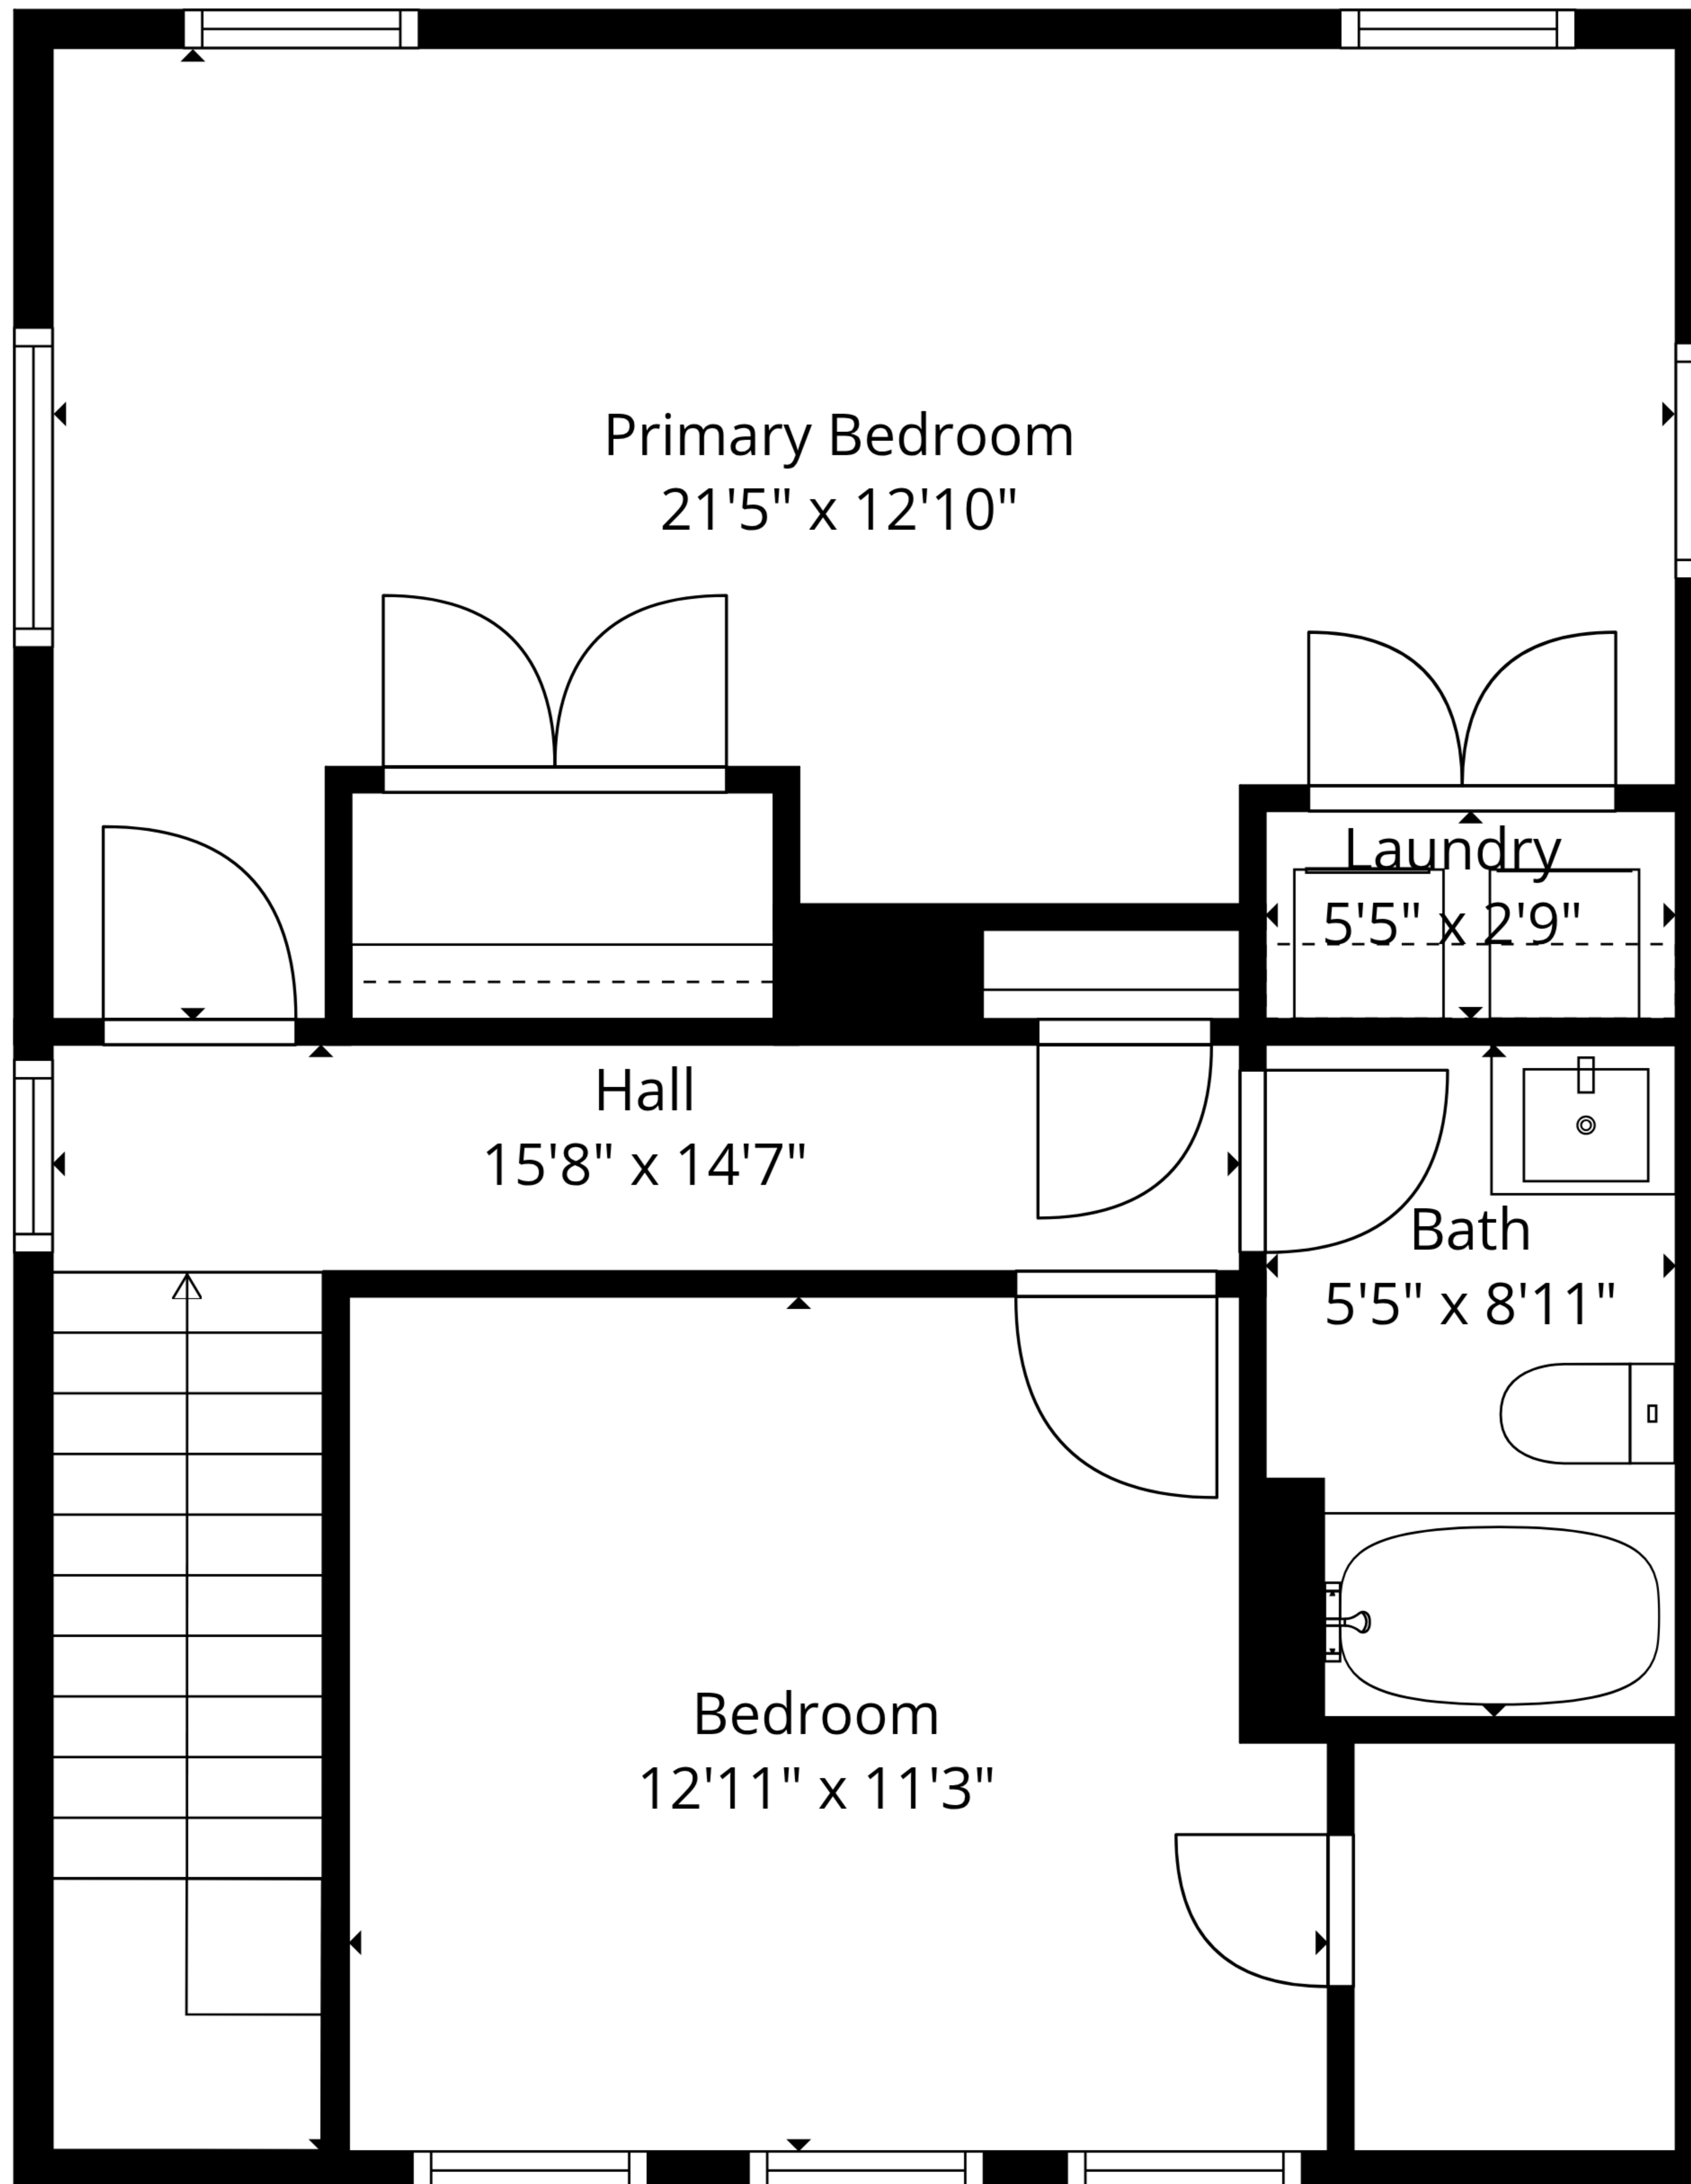 Primary Bedroom
21'5" x 12'10"
Laundry
5'5" x 2'9"
Hall
15'8" x 14'7"
Bath
5'5" x 8'11"
Bedroom
12'11" x 11'3"